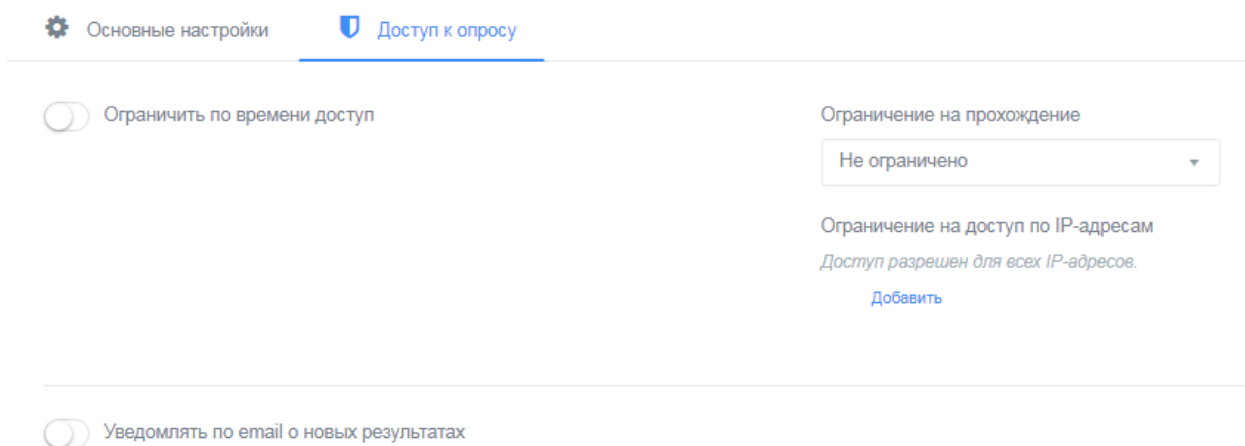 Основные настройки
Доступ к опросу
Ограничить по времени доступ
Ограничение на прохождение
Не ограничено
Ограничение на доступ по IP-адресам
Доступ разрешен для всех IP-адресов.
Добавить
Уведомлять по email о новых результатах